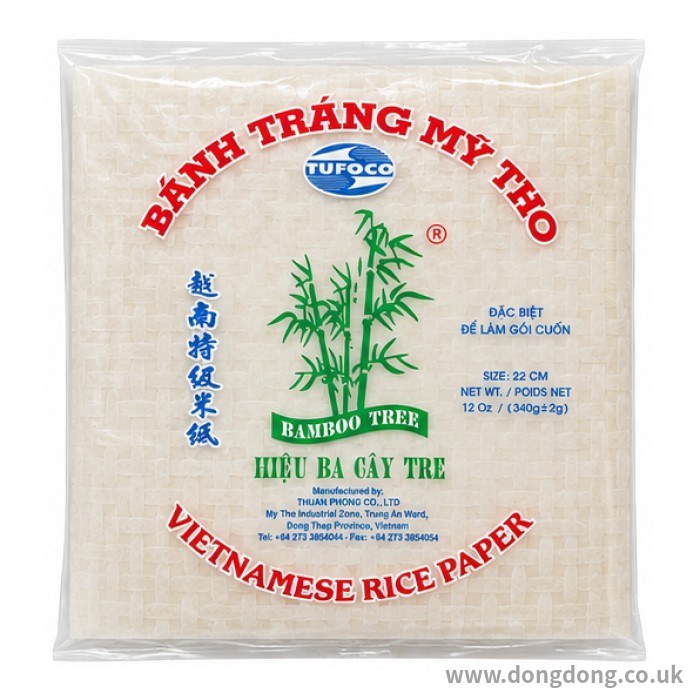 BÁNH TRÁNG MỸ THO
TUFOCO
®
越南特级米纸
ĐẶC BIỆT
ĐỂ LÀM GÓI CUỐN
SIZE: 22 CM
NET WT. / POIDS NET
12 Oz / (340g±2g)
BAMBOO TREE
HIỆU BA CÂY TRE
Manufactured by:
THUAN PHONG CO., LTD
My The Industrial Zone, Trung An Ward,
Dong Thap Province, Vietnam
Tel: +84 273 3854044 - Fax: +84 273 3854054
VIETNAMESE RICE PAPER
www.dongdong.co.uk